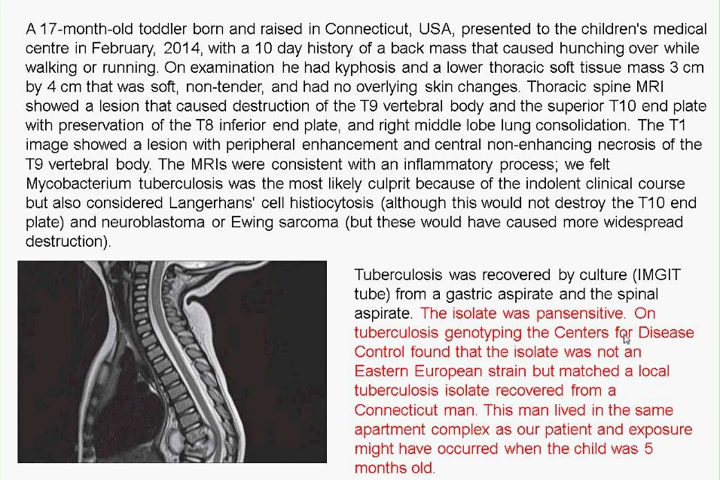 A 17-month-old toddler born and raised in Connecticut, USA, presented to the children's medical
centre in February, 2014, with a 10 day history of a back mass that caused hunching over while
walking or running. On examination he had kyphosis and a lower thoracic soft tissue mass 3 cm
by 4 cm that was soft, non-tender, and had no overlying skin changes. Thoracic spine MRI
showed a lesion that caused destruction of the T9 vertebral body and the superior T10 end plate
with preservation of the T8 inferior end plate, and right middle lobe lung consolidation. The T1
image showed a lesion with peripheral enhancement and central non-enhancing necrosis of the
T9 vertebral body. The MRIs were consistent with an inflammatory process; we felt
Mycobacterium tuberculosis was the most likely culprit because of the indolent clinical course
but also considered Langerhans' cell histiocytosis (although this would not destroy the T10 end
plate) and neuroblastoma or Ewing sarcoma (but these would have caused more widespread
destruction).
Tuberculosis was recovered by culture (IMGIT
tube) from a gastric aspirate and the spinal
aspirate. The isolate was pansensitive. On
tuberculosis genotyping the Centers for Disease
Control found that the isolate was not an
Eastern European strain but matched a local
tuberculosis isolate recovered from a
Connecticut man. This man lived in the same
apartment complex as our patient and exposure
might have occurred when the child was 5
months old.